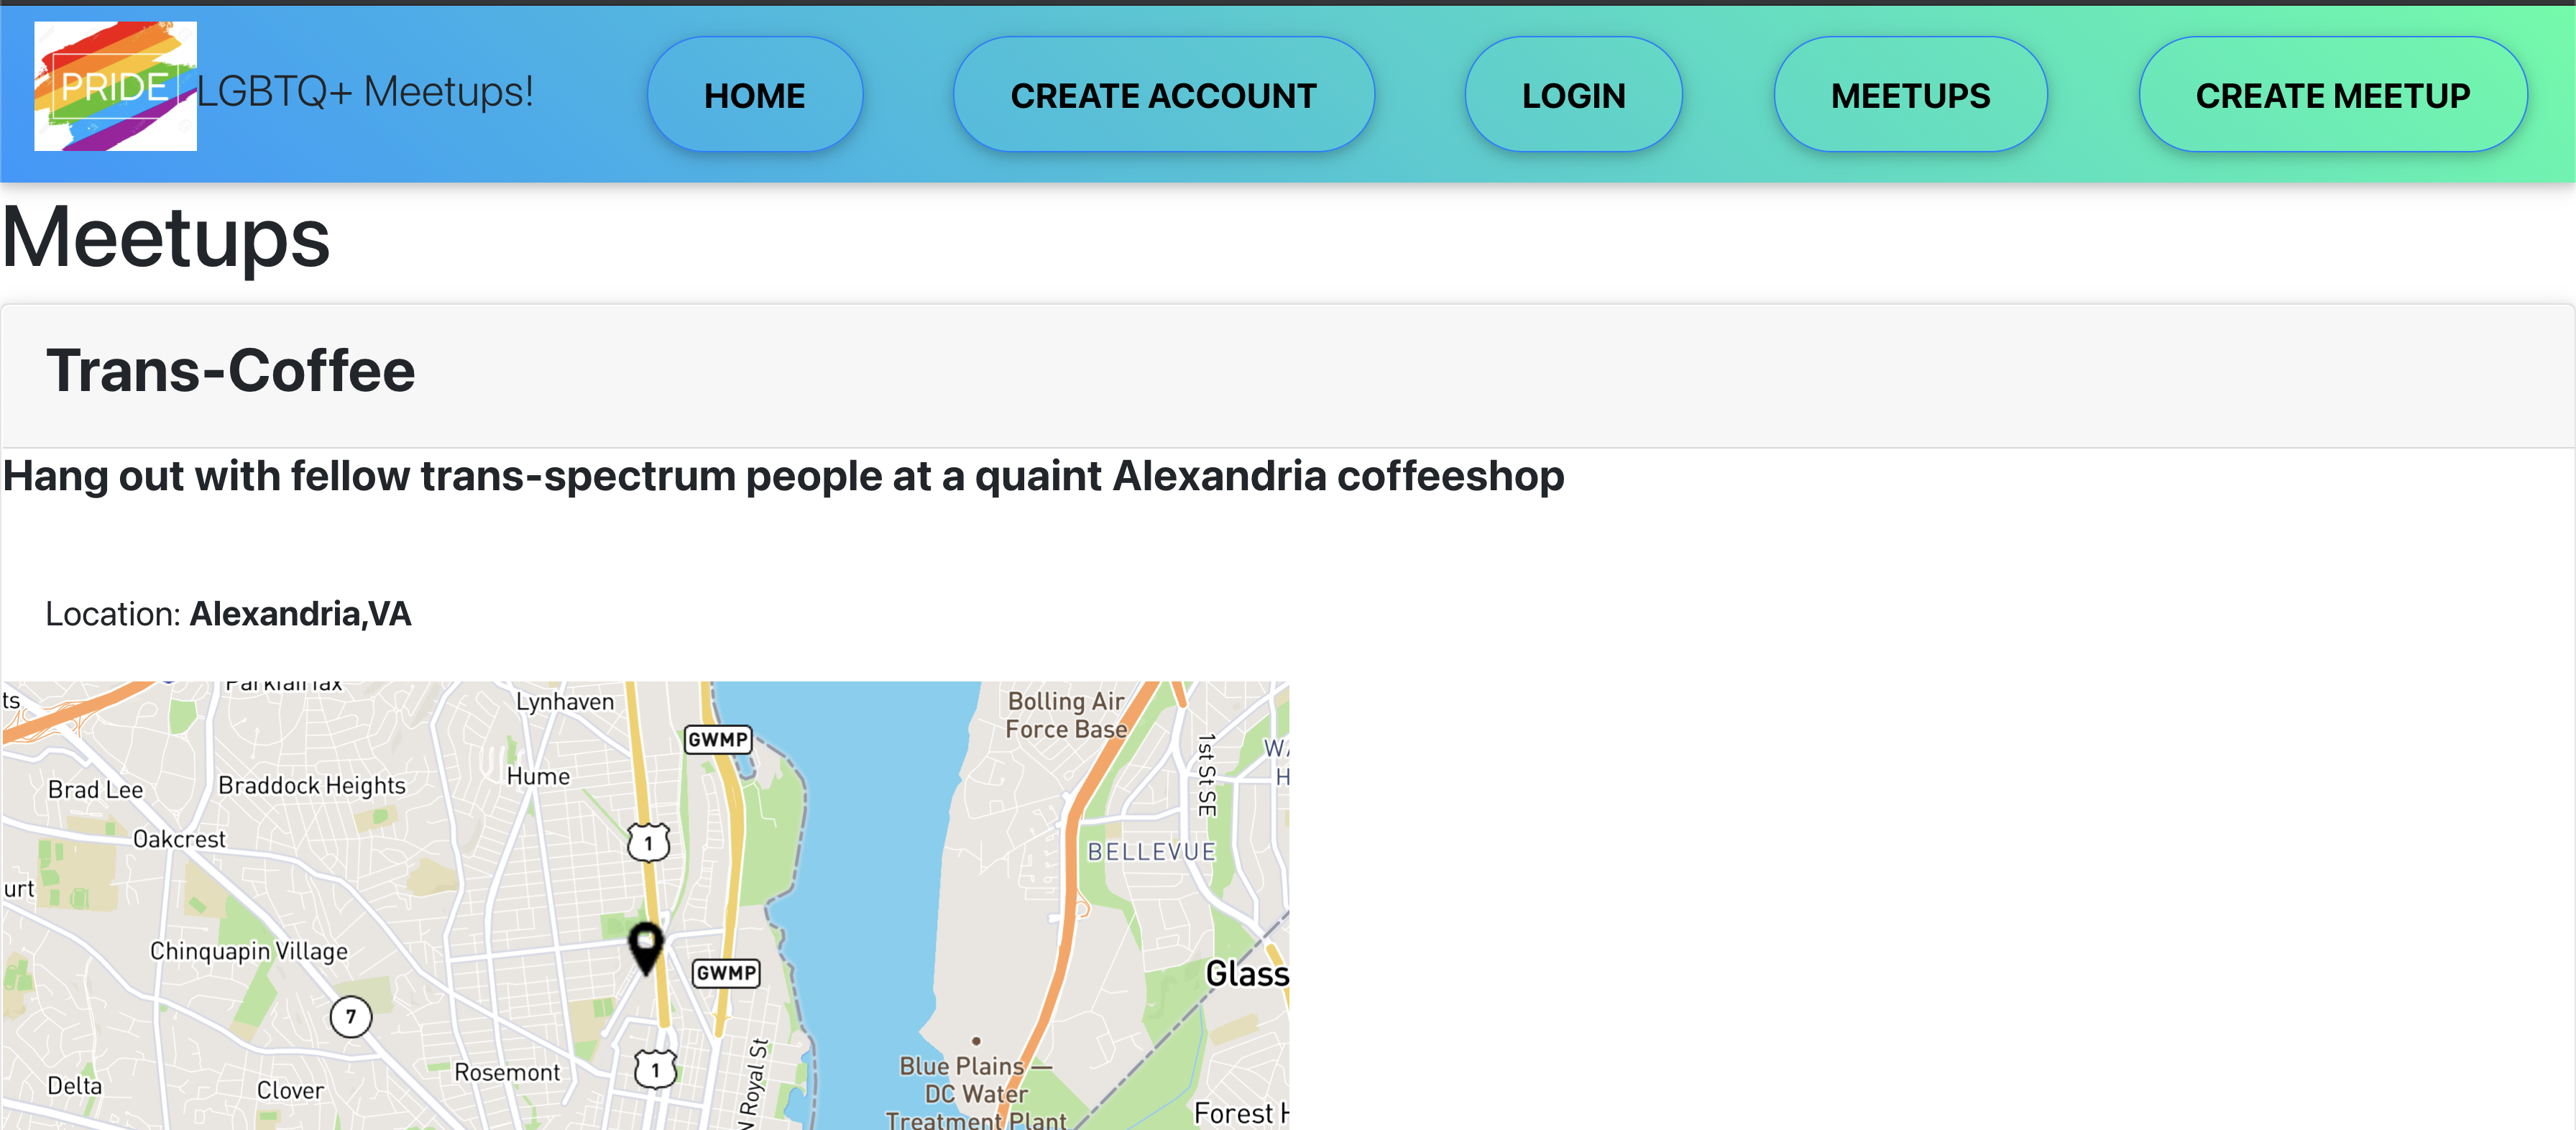 PRIDE
LGBTQ+ Meetups!
HOME
CREATE ACCOUNT
LOGIN
MEETUPS
CREATE MEETUP
Meetups
Trans-Coffee
Hang out with fellow trans-spectrum people at a quaint Alexandria coffeeshop
Location: Alexandria,VA
ts
Parkfairfax
Lynhaven
Bolling Air
Force Base
GWMP
1st St SE
Brad Lee
Braddock Heights
Hume
Oakcrest
1
BELLEVUE
urt
Chinquapin Village
GWMP
Glass
7
Blue Plains —
DC Water
Treatment Plant
Rosemont
1
N Royal St
Delta
Clover
Forest H